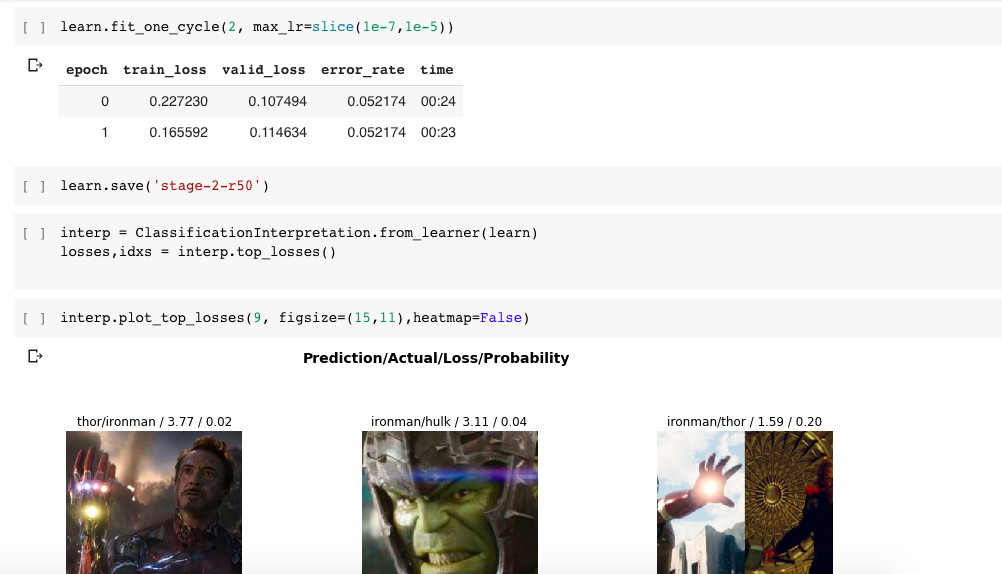 [ ] learn.fit_one_cycle(2, max_lr=slice(1e-7,1e-5))
epoch train_loss valid_loss error_rate time
0 0.227230 0.107494 0.052174 00:24
1 0.165592 0.114634 0.052174 00:23
[ ] learn.save('stage-2-r50')
[ ] interp = ClassificationInterpretation.from_learner(learn)
losses,idxs = interp.top_losses()
[ ] interp.plot_top_losses(9, figsize=(15,11),heatmap=False)
Prediction/Actual/Loss/Probability
thor/ironman / 3.77 / 0.02
ironman/hulk / 3.11 / 0.04
ironman/thor / 1.59 / 0.20